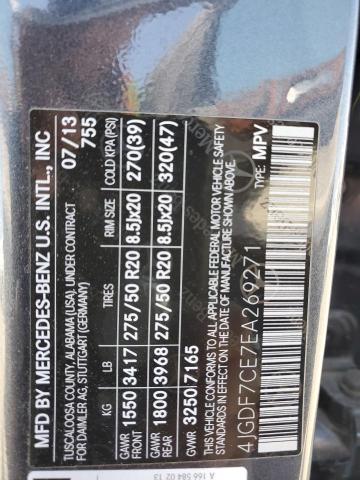 MFD BY MERCEDES-BENZ U.S. INTL., INC
TUSCALOOSA COUNTY, ALABAMA (USA), UNDER CONTRACT
FOR DAIMLER AG, STUTTGART (GERMANY)
07/13
755
KG LB TIRES RIM SIZE COLD KPA (PSI)
GAWR FRONT 1550 3417 275/50 R20 8.5Jx20 270(39)
GAWR REAR 1800 3968 275/50 R20 8.5Jx20 320(47)
GVWR 3250 7165
THIS VEHICLE CONFORMS TO ALL APPLICABLE FEDERAL MOTOR VEHICLE SAFETY
AND THEFT PREVENTION STANDARDS IN EFFECT ON THE DATE OF MANUFACTURE SHOWN ABOVE.
4JGDF7CE7EA269271 TYPE: MPV
A 166 584 02 13